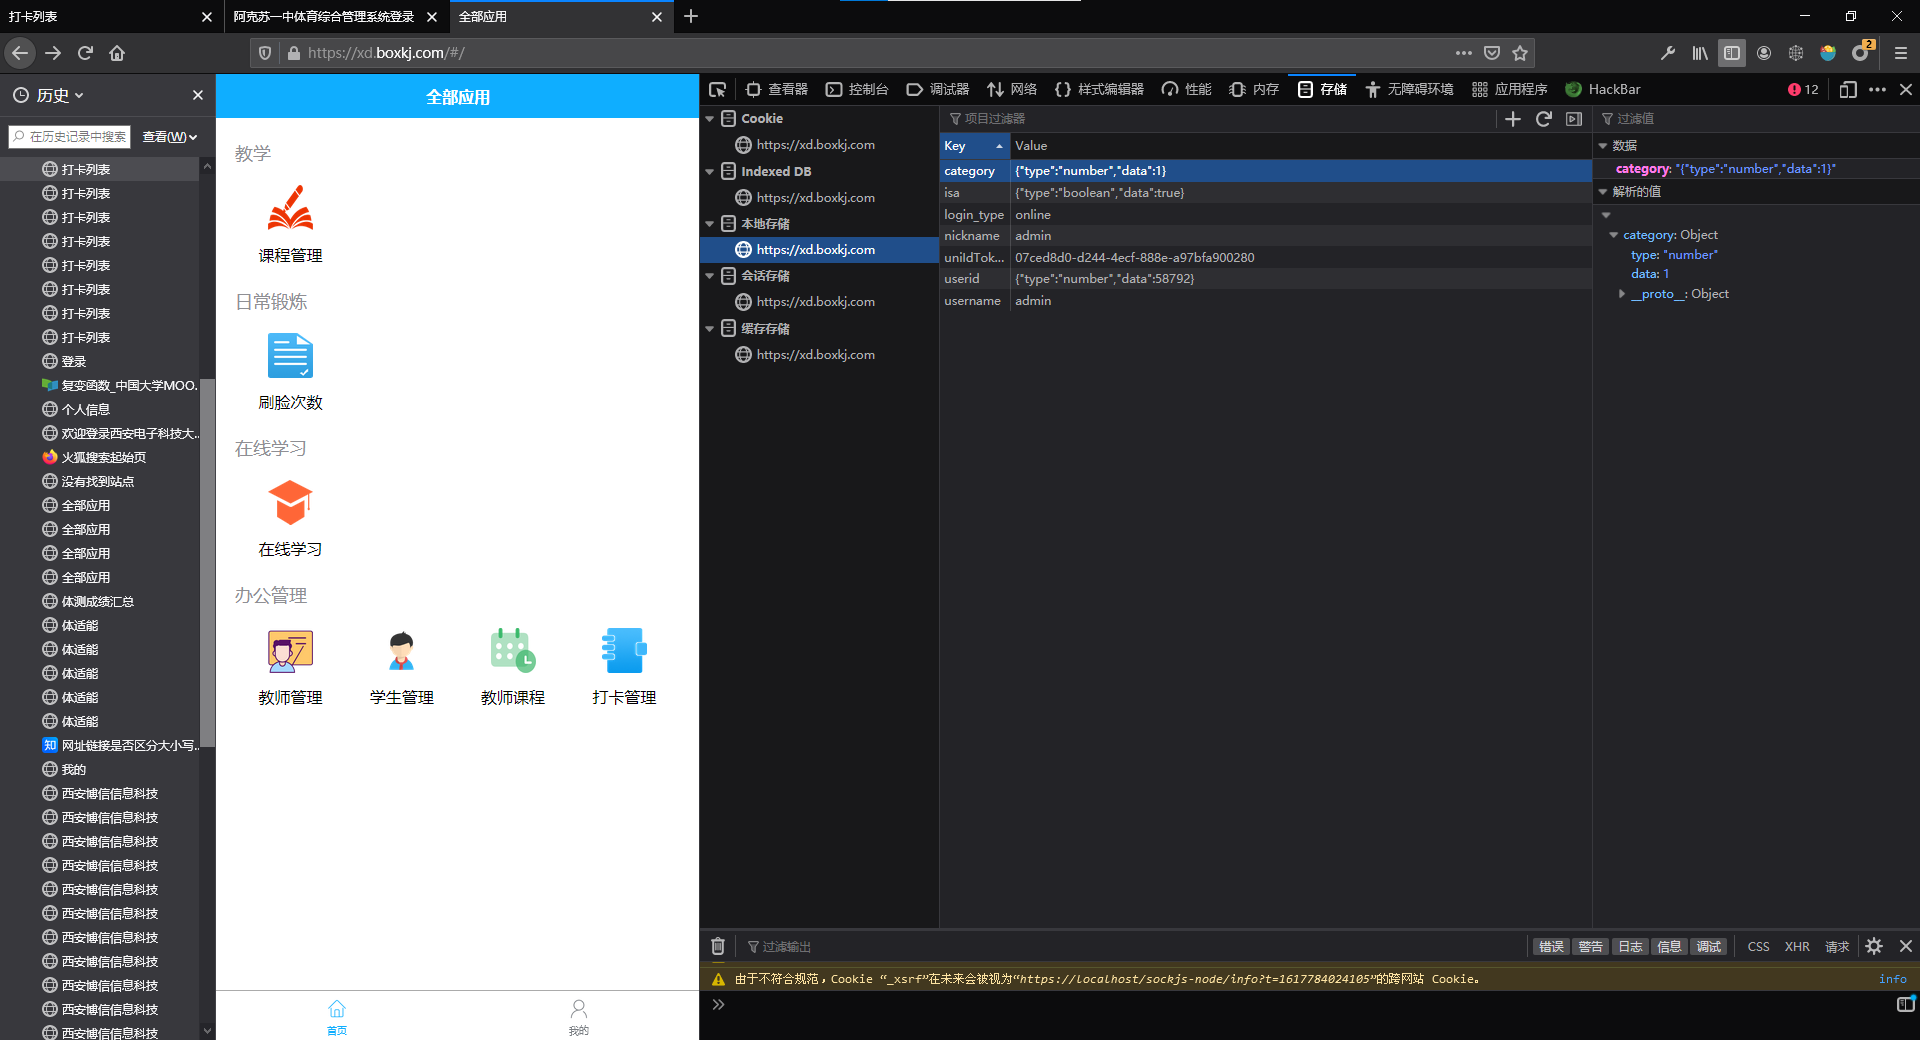 打卡列表
阿克苏一中体育综合管理系统登录
全部应用
https://xd.boxkj.com/#/
2
历史
在历史记录中搜索
查看(W)
打卡列表
打卡列表
打卡列表
打卡列表
打卡列表
打卡列表
打卡列表
打卡列表
登录
复变函数_中国大学MOO.
个人信息
欢迎登录西安电子科技大..
火狐搜索起始页
没有找到站点
全部应用
全部应用
全部应用
全部应用
体测成绩汇总
体适能
体适能
体适能
体适能
体适能
知 网址链接是否区分大小写..
我的
西安博信信息科技
西安博信信息科技
西安博信信息科技
西安博信信息科技
西安博信信息科技
西安博信信息科技
西安博信信息科技
西安博信信息科技
西安博信信息科技
西安博信信息科技
西安博信信息科技
全部应用
教学
课程管理
日常锻炼
刷脸次数
在线学习
在线学习
办公管理
教师管理
学生管理
教师课程
打卡管理
首页
我的
查看器
控制台
调试器
网络
样式编辑器
性能
内存
存储
无障碍环境
应用程序
HackBar
12
Cookie
https://xd.boxkj.com
Indexed DB
https://xd.boxkj.com
本地存储
https://xd.boxkj.com
会话存储
https://xd.boxkj.com
缓存存储
https://xd.boxkj.com
项目过滤器
Key Value
category {"type":"number","data":1}
isa {"type":"boolean","data":true}
login_type online
nickname admin
uniIdTok... 07ced8d0-d244-4ecf-888e-a97bfa900280
userid {"type":"number","data":58792}
username admin
过滤值
数据
category: "{"type":"number","data":1}"
解析的值
category: Object
type: "number"
data: 1
__proto__: Object
过滤输出
错误 警告 日志 信息 调试 CSS XHR 请求
由于不符合规范，Cookie “_xsrf”在未来会被视为“https://localhost/sockjs-node/info?t=1617784024105”的跨网站 Cookie。
info